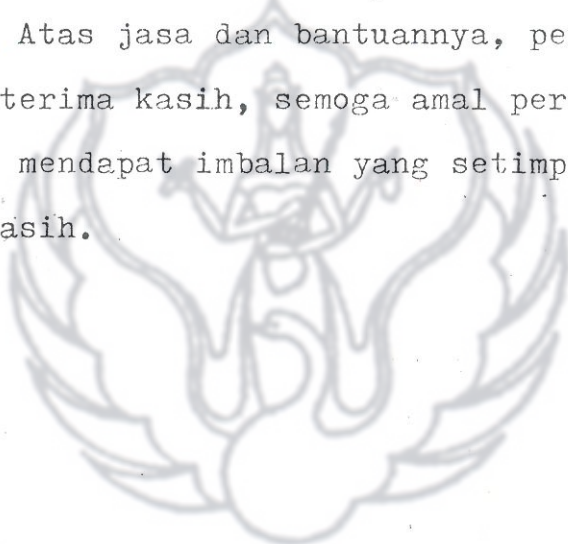 Atas jasa dan bantuannya, pe
terima kasih, semoga amal per
mendapat imbalan yang setimp
asih.